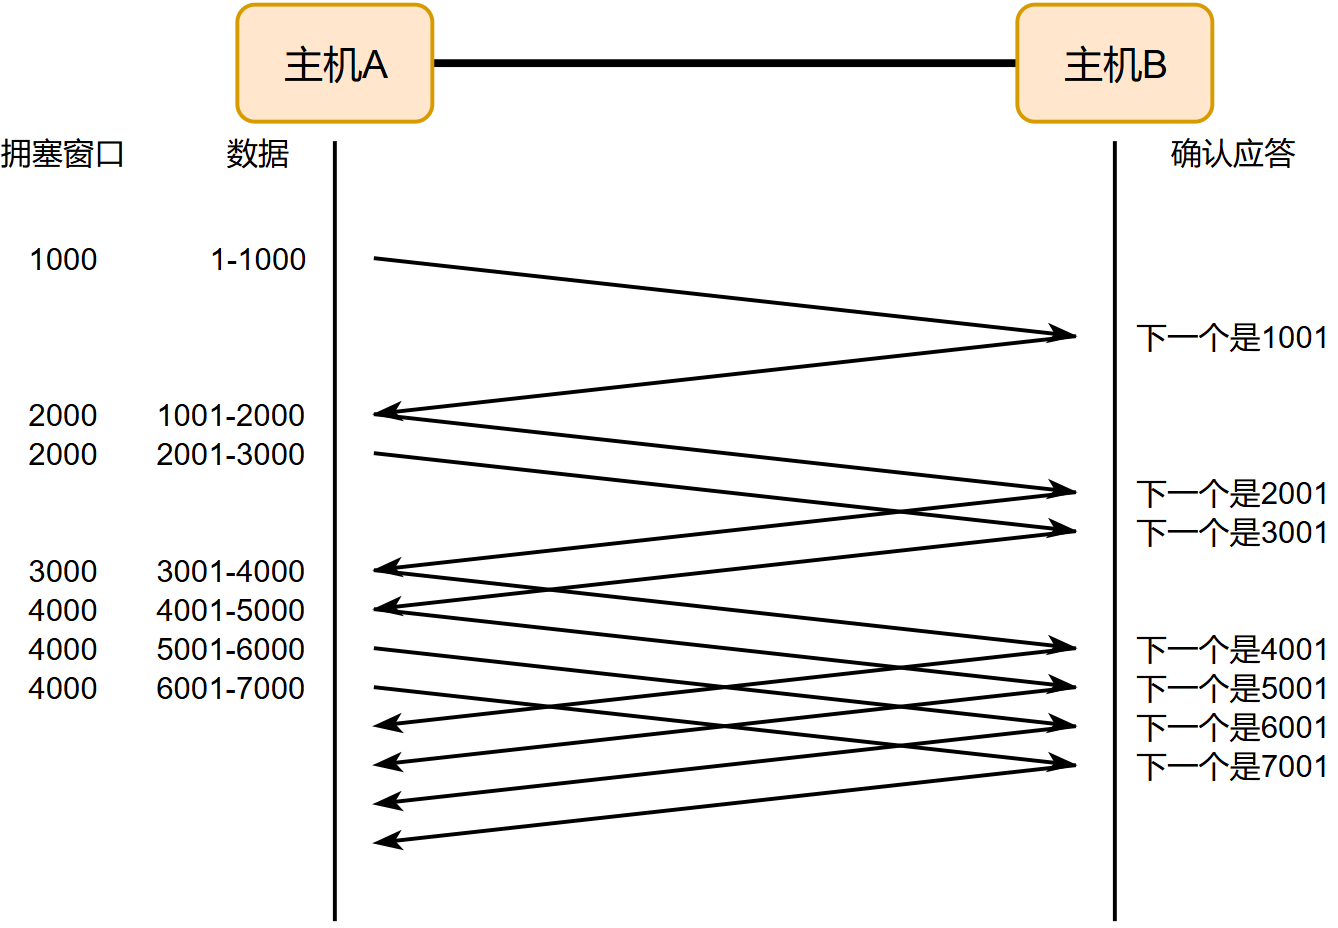 主机A 主机B
拥塞窗口 数据 确认应答
1000 1-1000
下一个是1001
2000 1001-2000
2000 2001-3000
下一个是2001
下一个是3001
3000 3001-4000
4000 4001-5000
4000 5001-6000 下一个是4001
4000 6001-7000 下一个是5001
下一个是6001
下一个是7001